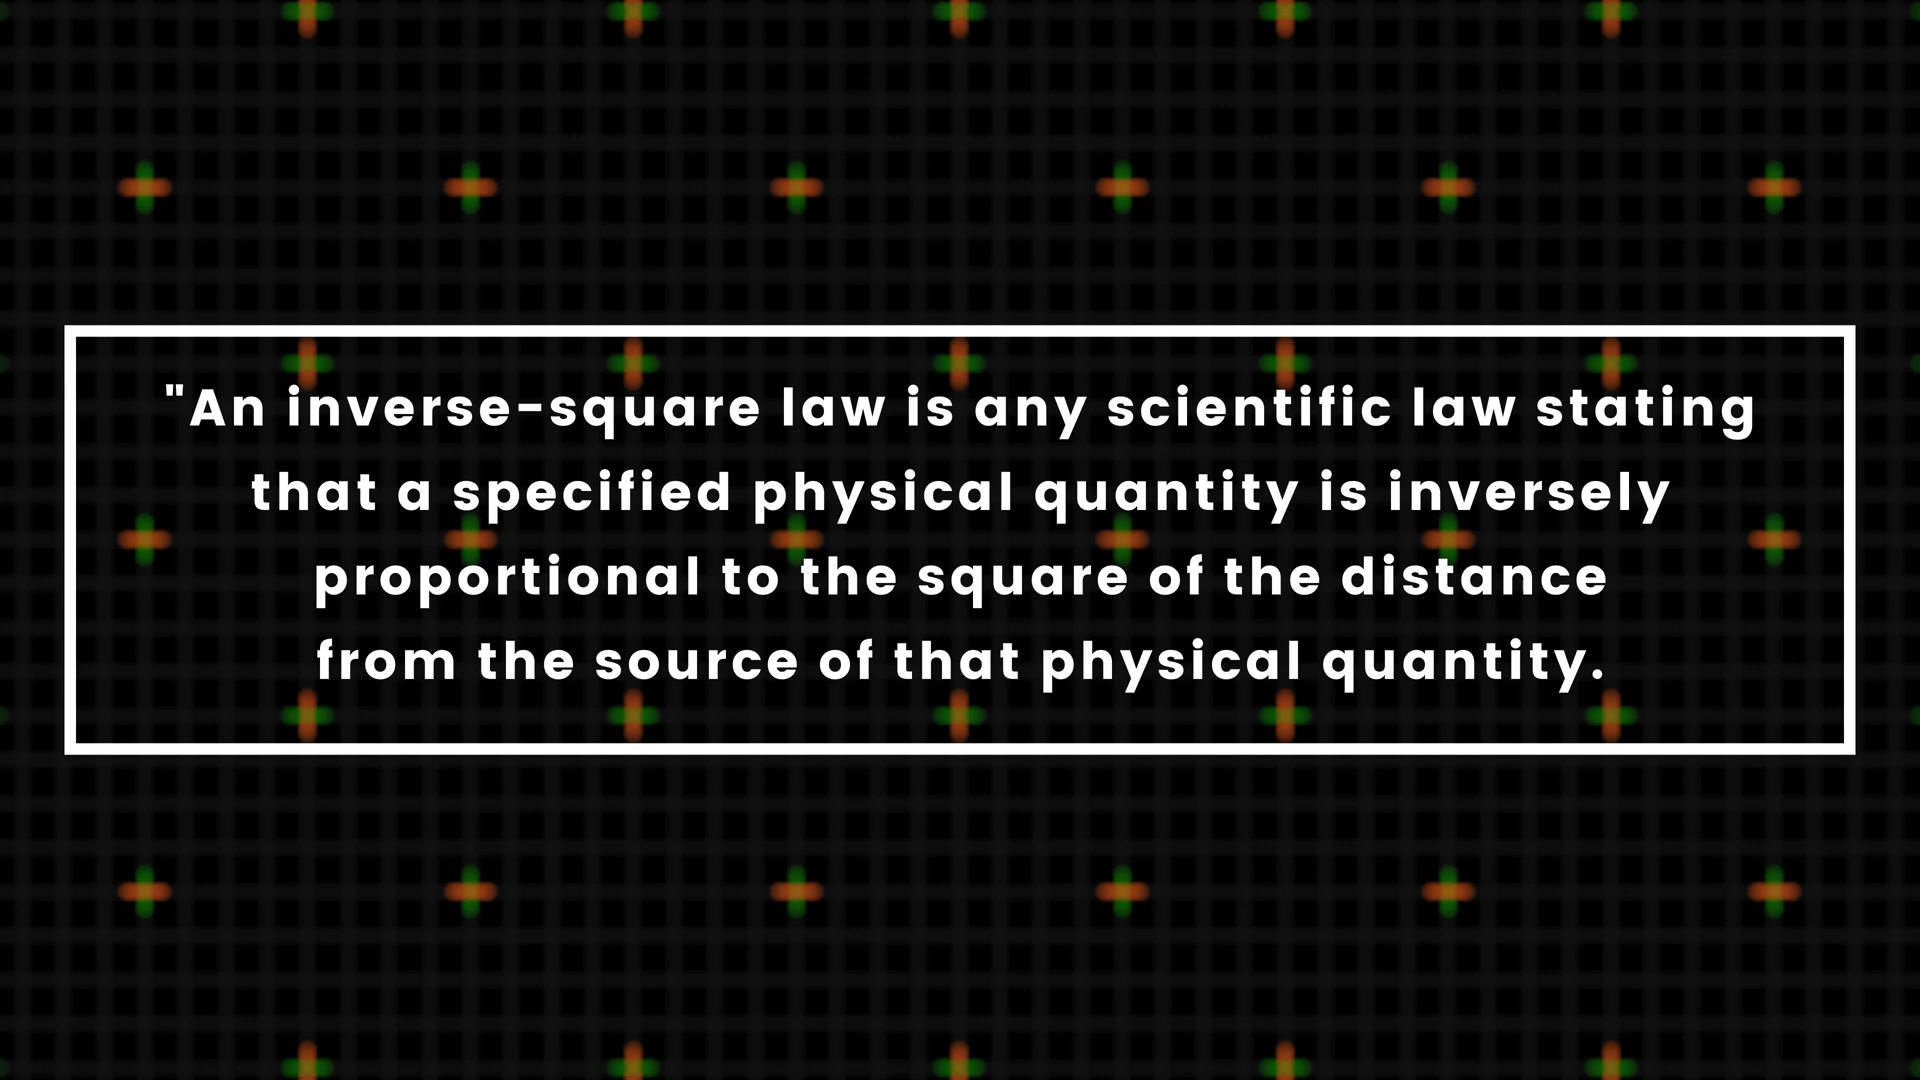 "An inverse-square law is any scientific law stating
that a specified physical quantity is inversely
proportional to the square of the distance
from the source of that physical quantity.